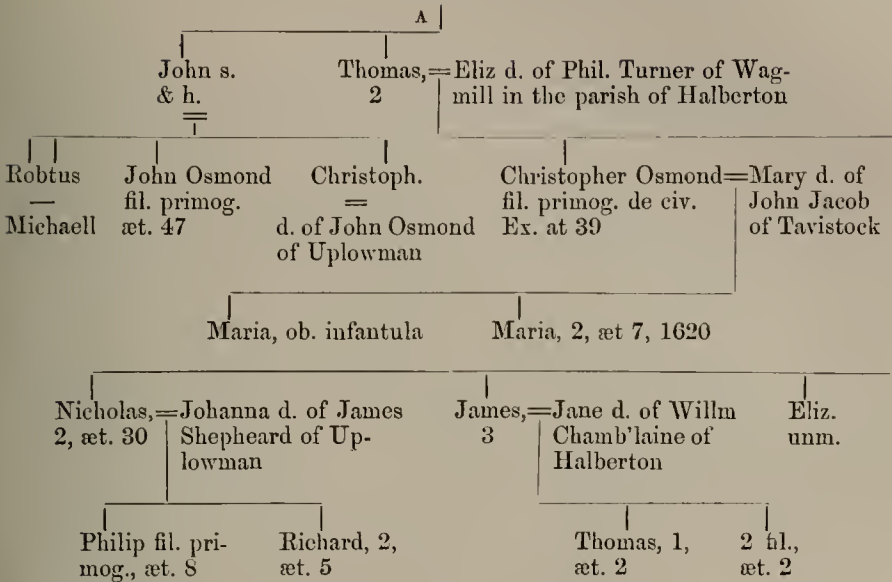 A
John s. Thomas,=Eliz d. of Phil. Turner of Wag-
& h. 2 mill in the parish of Halberton
=
Robtus John Osmond Christoph. Christopher Osmond=Mary d. of
— fil. primog. = fil. primog. de civ. John Jacob
Michaell æt. 47 d. of John Osmond Ex. at 39 of Tavistock
of Uplowman
Maria, ob. infantula Maria, 2, æt 7, 1620
Nicholas,=Johanna d. of James James,=Jane d. of Willm Eliz.
2, æt. 30 Shepheard of Up- 3 Chamb'laine of unm.
lowman Halberton
Philip fil. pri- Richard, 2, Thomas, 1, 2 fil.,
mog., æt. 8 æt. 5 æt. 2 æt. 2